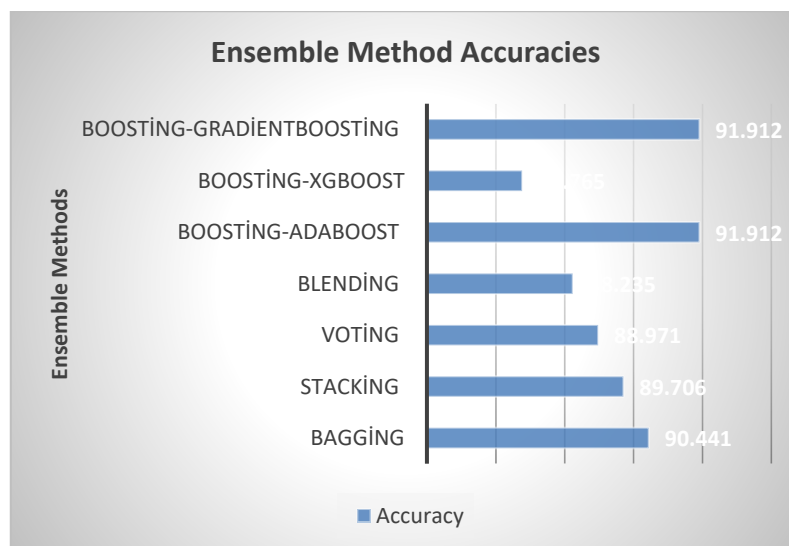 Ensemble Method Accuracies
Ensemble Methods
BOOSTİNG-GRADİENTBOOSTİNG 91.912
BOOSTİNG-XGBOOST
BOOSTİNG-ADABOOST 91.912
BLENDİNG
VOTİNG 88.971
STACKİNG 89.706
BAGGİNG 90.441
Accuracy